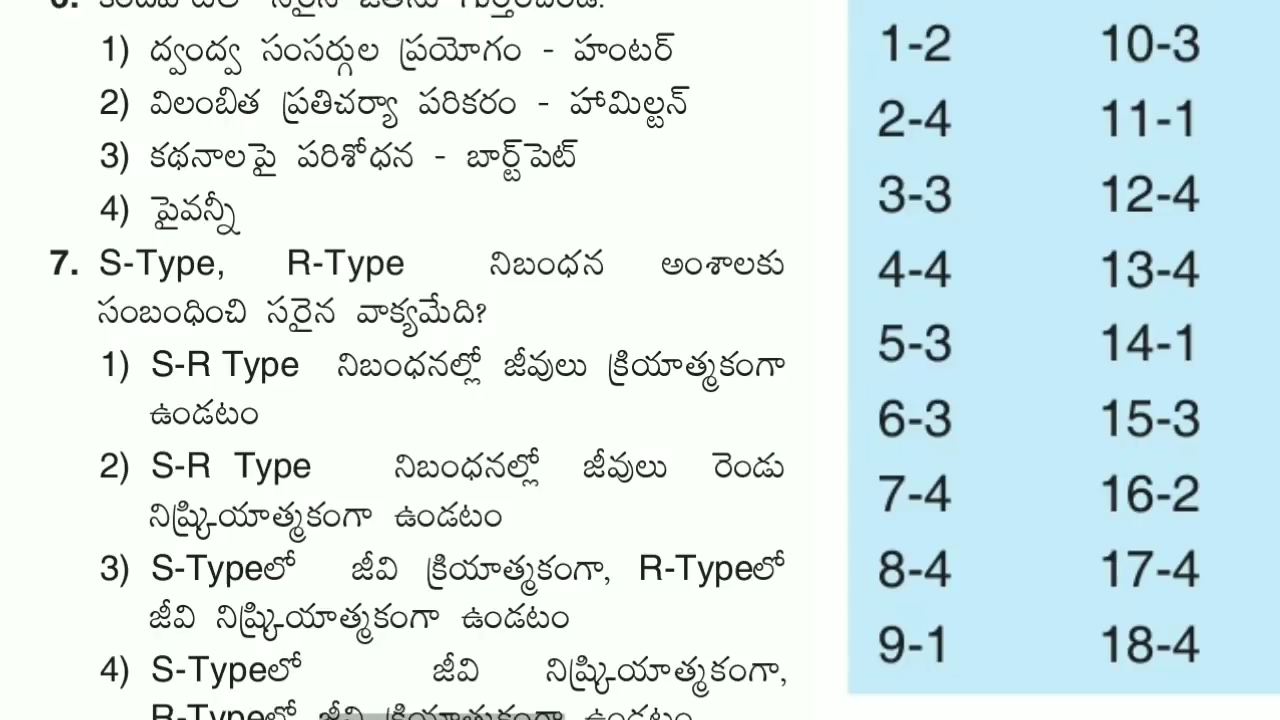 1) ద్వంద్వ సంసర్గుల ప్రయోగం - హంటర్
2) విలంబిత ప్రతిచర్యా పరికరం - హామిల్టన్
3) కథనాలపై పరిశోధన - బార్ట్‌పెట్
4) పైవన్నీ
7. S-Type, R-Type నిబంధన అంశాలకు
సంబంధించి సరైన వాక్యమేది?
1) S-R Type నిబంధనల్లో జీవులు క్రియాత్మకంగా
ఉండటం
2) S-R Type నిబంధనల్లో జీవులు రెండు
నిష్క్రియాత్మకంగా ఉండటం
3) S-Typeలో జీవి క్రియాత్మకంగా, R-Typeలో
జీవి నిష్క్రియాత్మకంగా ఉండటం
4) S-Typeలో జీవి నిష్క్రియాత్మకంగా,
R-Typeలో జీవి క్రియాత్మకంగా ఉండటం
1-2 10-3
2-4 11-1
3-3 12-4
4-4 13-4
5-3 14-1
6-3 15-3
7-4 16-2
8-4 17-4
9-1 18-4